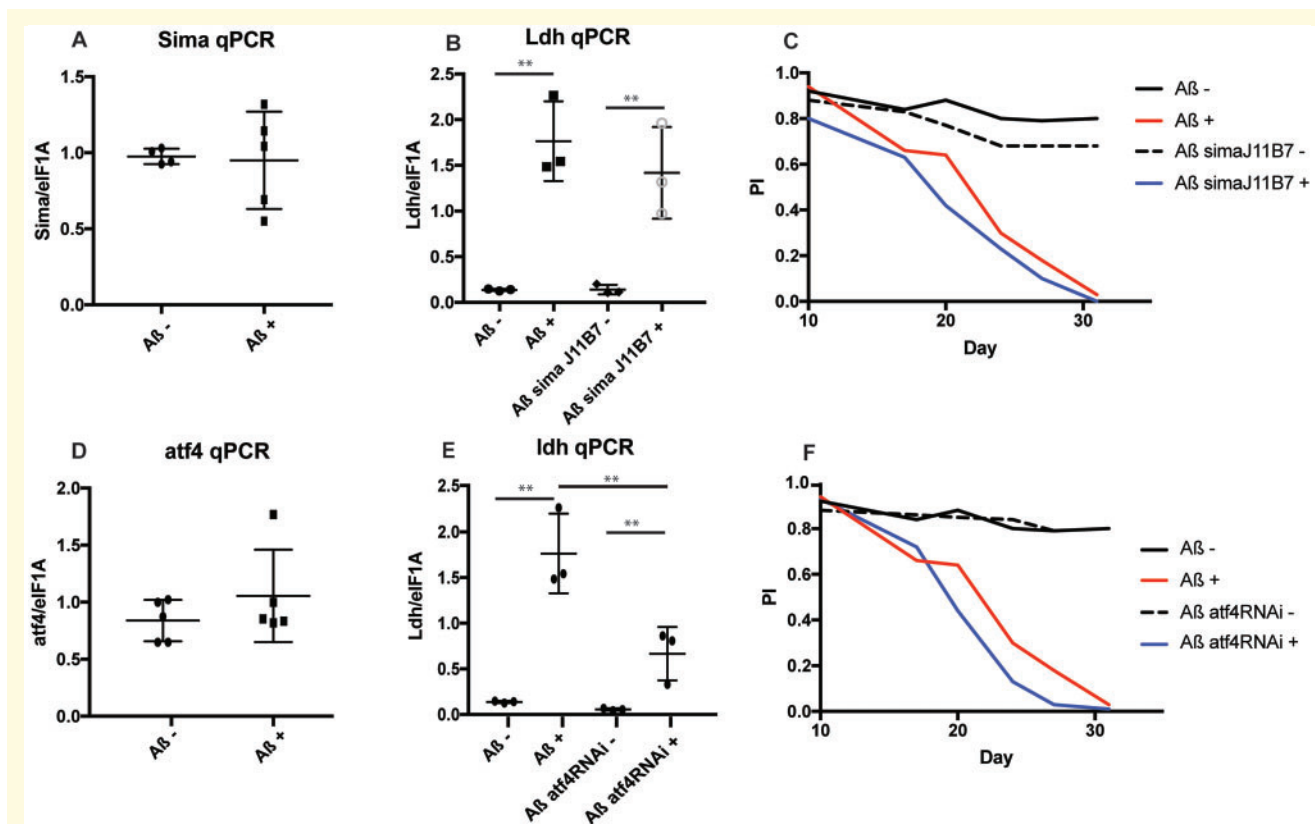 A
Sima qPCR
Sima/eIF1A
1.5
1.0
0.5
0.0
Aß -
Aß +
B
Ldh qPCR
Ldh/eIF1A
2.5
2.0
1.5
1.0
0.5
0.0
**
**
Aß -
Aß +
Aß sima J11B7 -
Aß sima J11B7 +
C
PI
1.0
0.8
0.6
0.4
0.2
0.0
10
20
30
Day
Aß -
Aß +
Aß simaJ11B7 -
Aß simaJ11B7 +
D
atf4 qPCR
atf4/eIF1A
2.0
1.5
1.0
0.5
0.0
Aß -
Aß +
E
ldh qPCR
Ldh/eIF1A
2.5
2.0
1.5
1.0
0.5
0.0
**
**
**
Aß -
Aß +
Aß atf4RNAi -
Aß atf4RNAi +
F
PI
1.0
0.8
0.6
0.4
0.2
0.0
10
20
30
Day
Aß -
Aß +
Aß atf4RNAi -
Aß atf4RNAi +